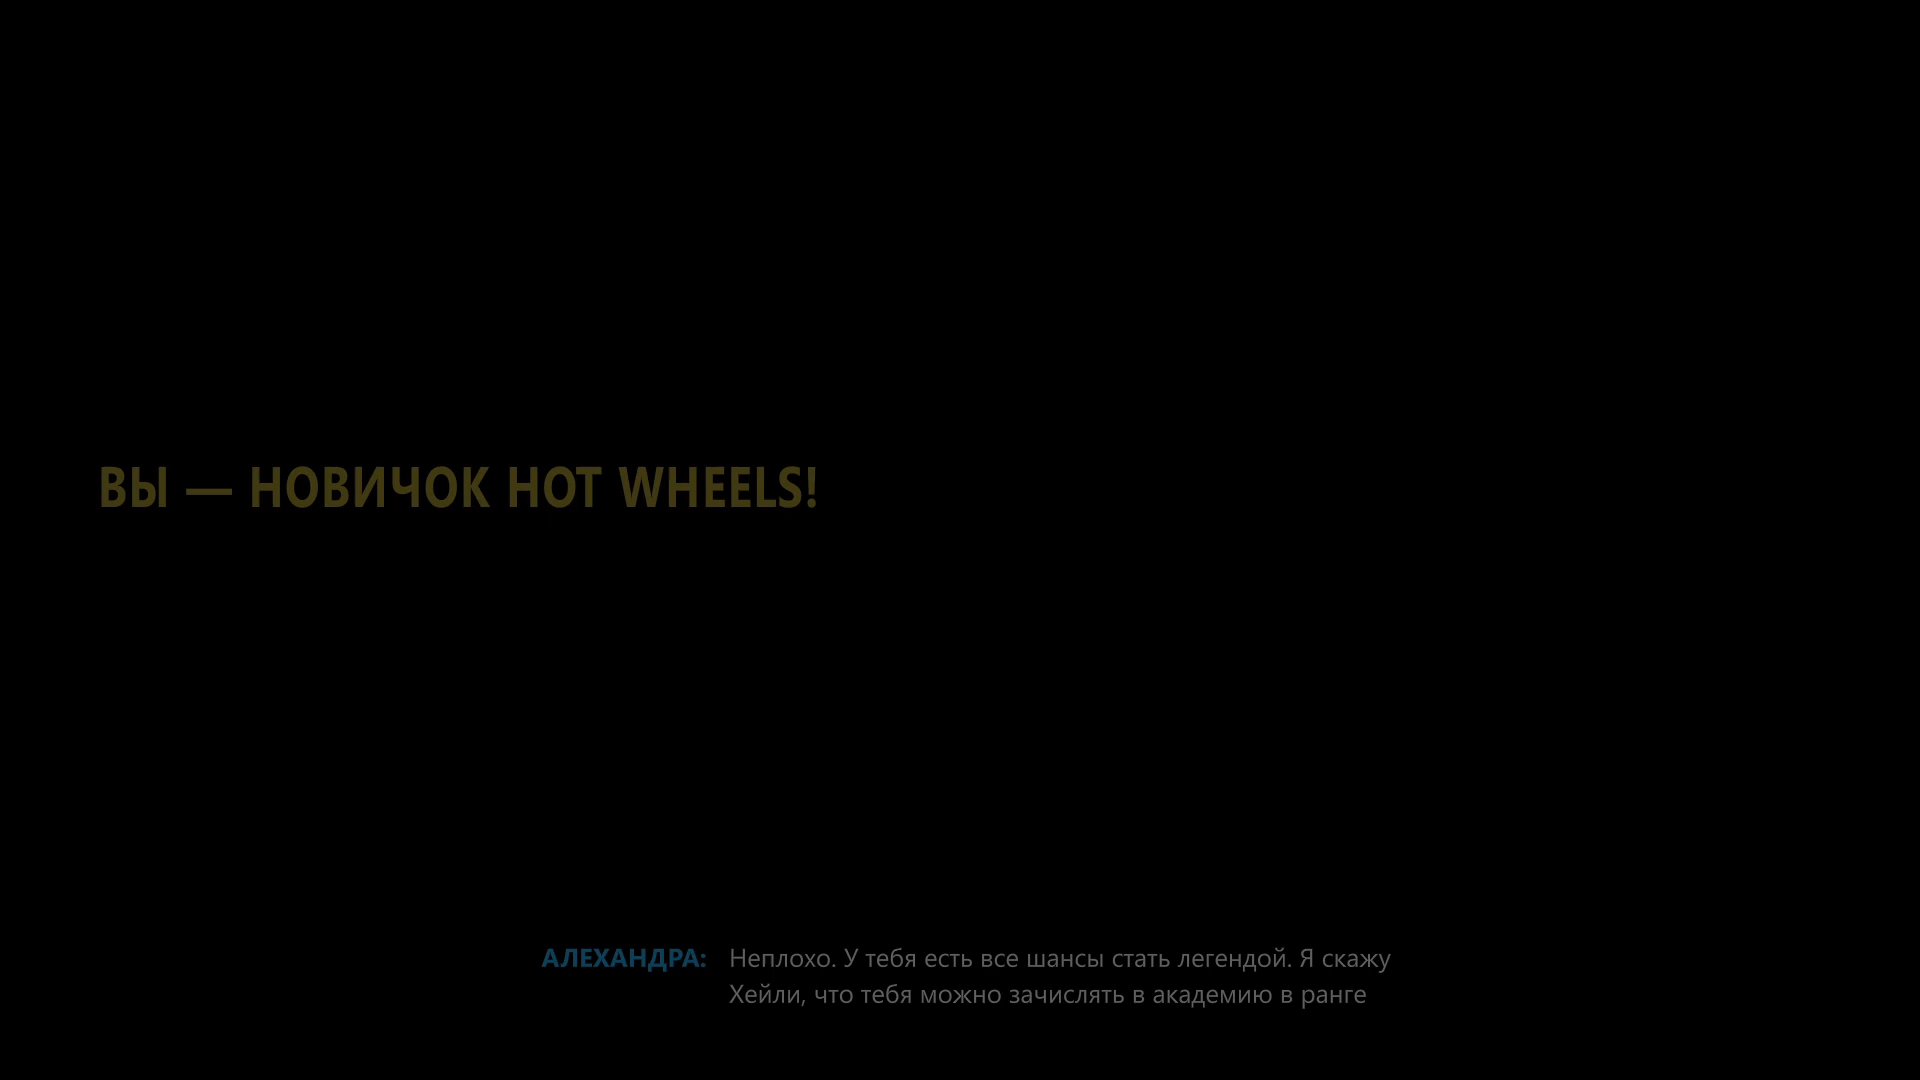 ВЫ — НОВИЧОК HOT WHEELS!
АЛЕХАНДРА: Неплохо. У тебя есть все шансы стать легендой. Я скажу
Хейли, что тебя можно зачислять в академию в ранге